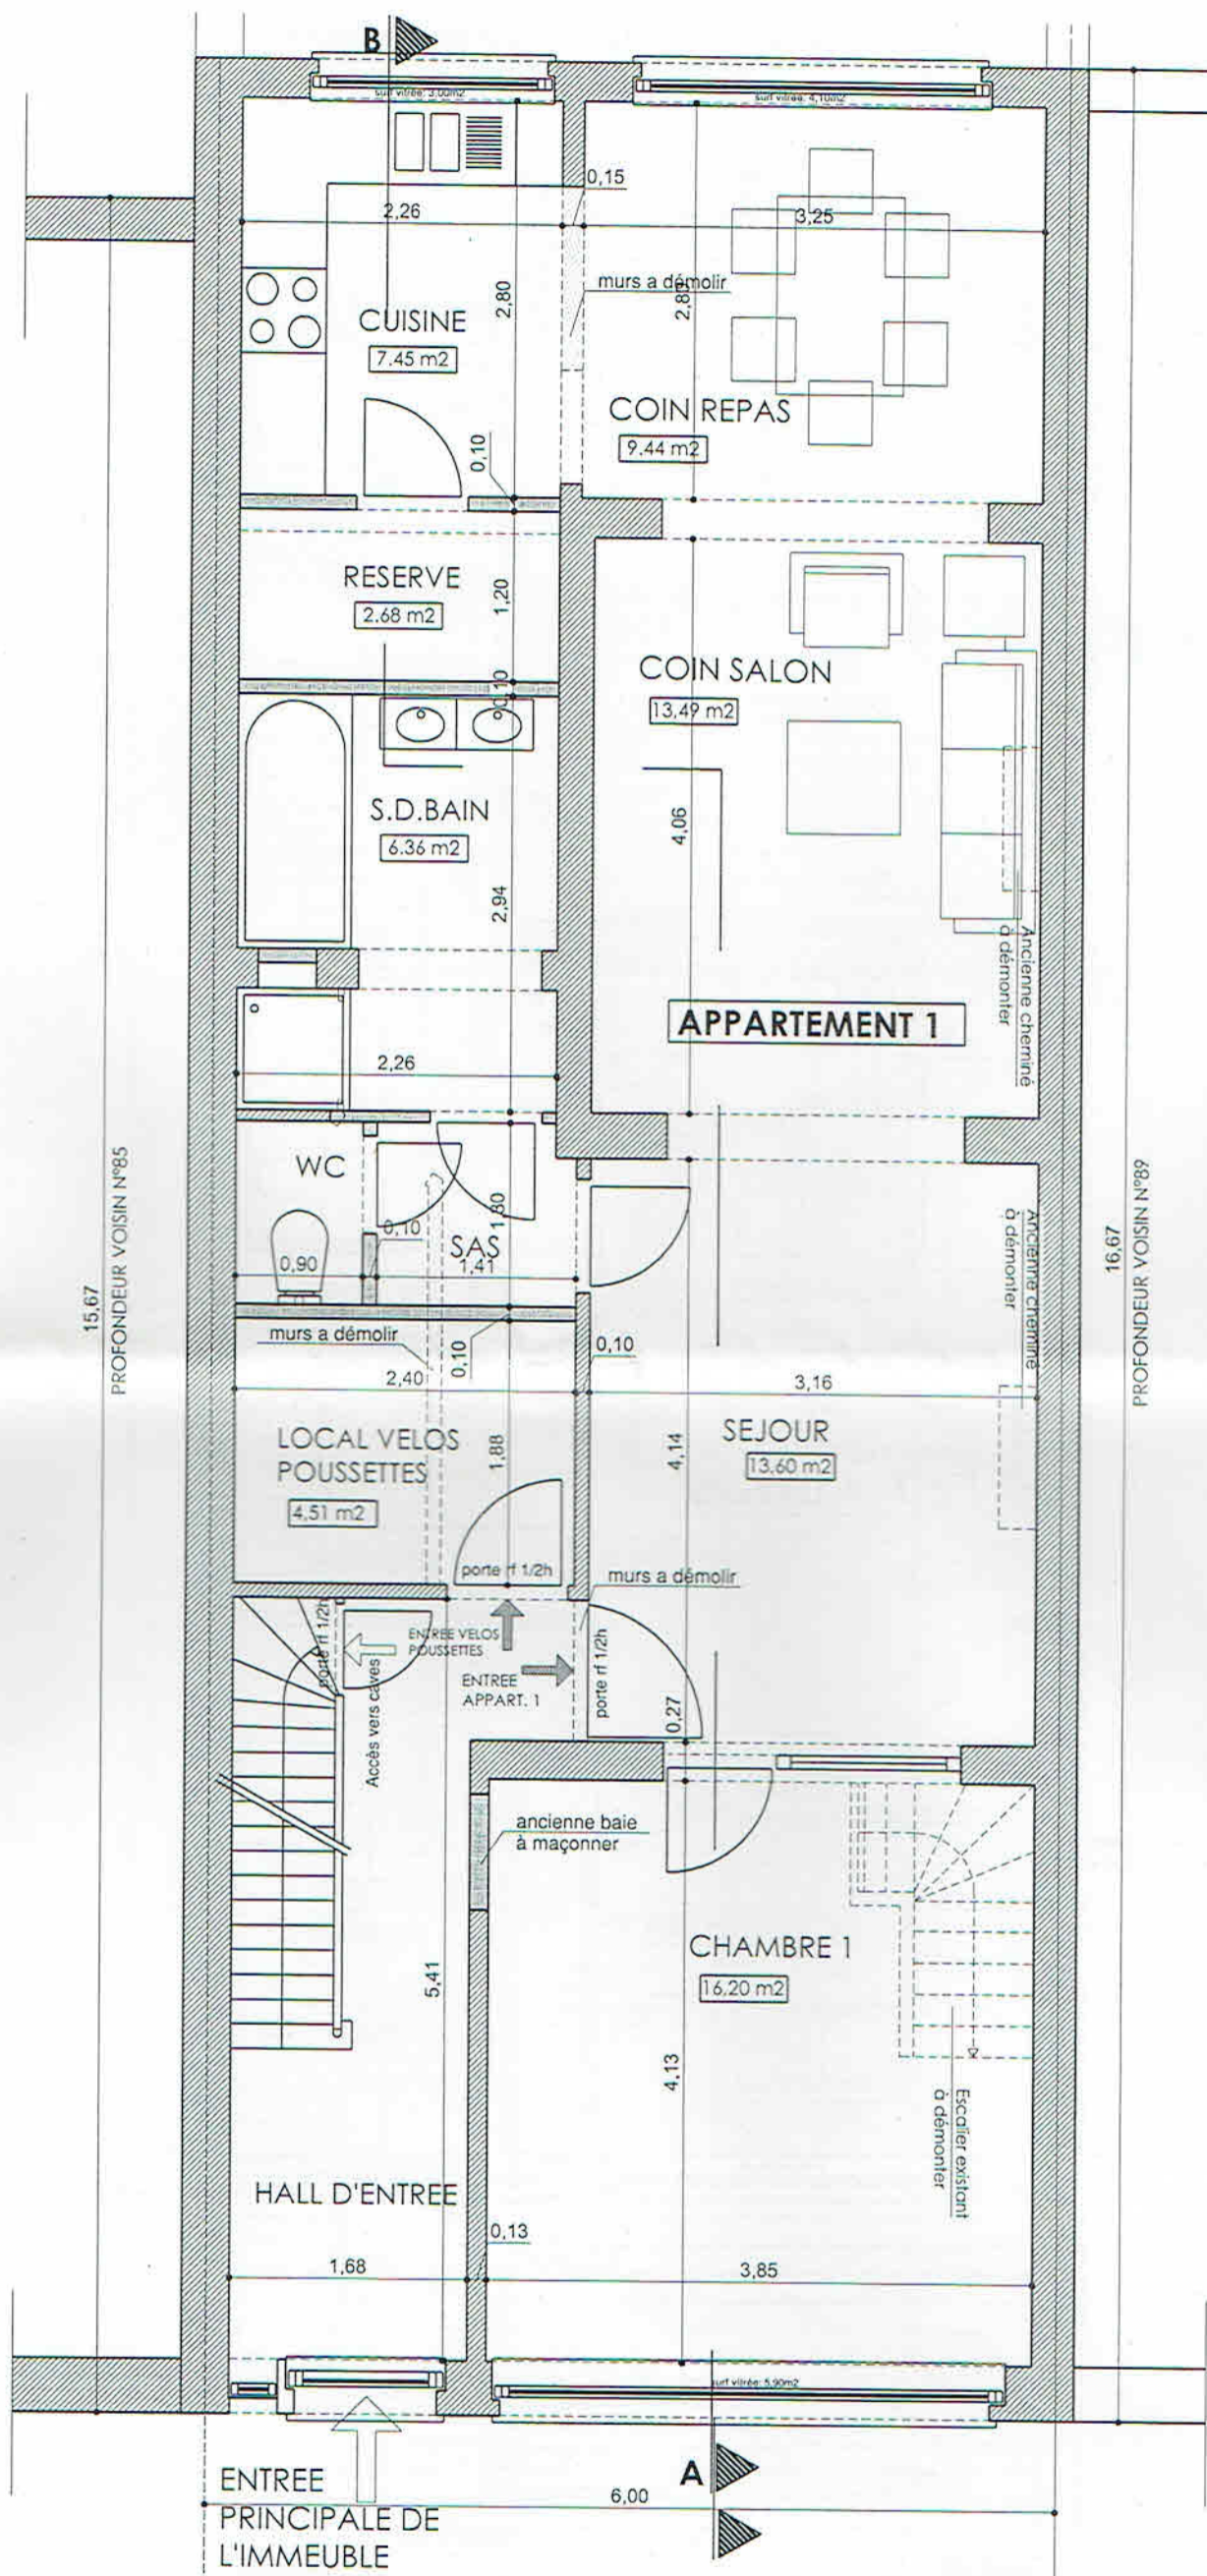 B
surf vitrée: 3,00m2
surf vitrée: 4,10m2
0,15
2,26
3,25
murs a démolir
2,80
CUISINE
7.45 m2
COIN REPAS
9.44 m2
0,10
RESERVE
2.68 m2
1,20
0,10
COIN SALON
13,49 m2
S.D.BAIN
6.36 m2
4,06
2,94
Ancienne cheminé
à démonter
APPARTEMENT 1
2,26
WC
SAS
1,30
0,10
0,90
1,41
Ancienne cheminé
à démonter
15,67
PROFONDEUR VOISIN N°85
16,67
PROFONDEUR VOISIN N°89
murs a démolir
0,10
0,10
2,40
3,16
LOCAL VELOS
POUSSETTES
4,51 m2
1,88
4,14
SEJOUR
13,60 m2
porte rf 1/2h
murs a démolir
porte rf 1/2h
ENTREE VELOS
POUSSETTES
ENTREE
APPART. 1
porte rf 1/2h
Accès vers caves
0,27
ancienne baie
à maçonner
CHAMBRE 1
16,20 m2
5,41
4,13
Escalier existant
à démonter
HALL D'ENTREE
0,13
1,68
3,85
surf vitrée: 5,90m2
A
6,00
ENTREE
PRINCIPALE DE
L'IMMEUBLE